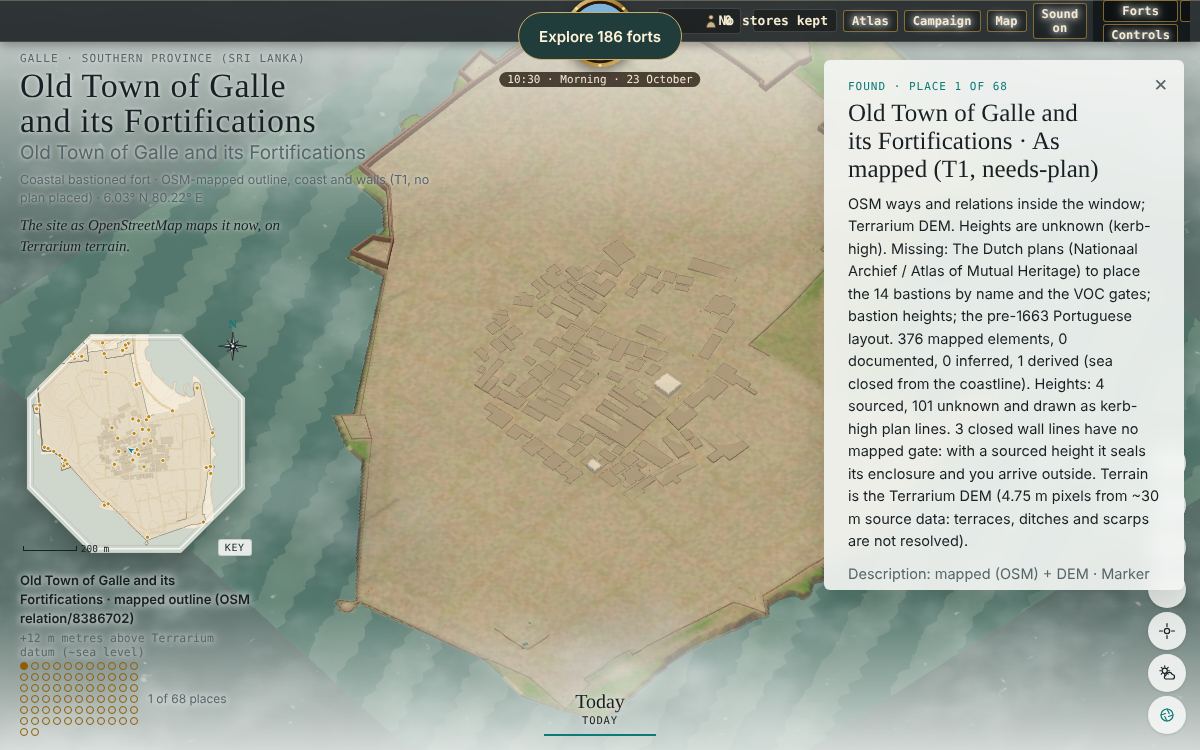 Explore 186 forts
stores kept
Atlas
Campaign
Map
Sound on
Forts
Controls
10:30 · Morning · 23 October
GALLE · SOUTHERN PROVINCE (SRI LANKA)
Old Town of Galle
and its Fortifications
Old Town of Galle and its Fortifications
Coastal bastioned fort · OSM-mapped outline, coast and walls (T1, no
plan placed) · 6.03° N 80.22° E
The site as OpenStreetMap maps it now, on
Terrarium terrain.
N
200 m
KEY
Old Town of Galle and its
Fortifications · mapped outline (OSM
relation/8386702)
+12 m metres above Terrarium
datum (~sea level)
1 of 68 places
Today
TODAY
FOUND · PLACE 1 OF 68
Old Town of Galle and
its Fortifications · As
mapped (T1, needs-plan)
OSM ways and relations inside the window;
Terrarium DEM. Heights are unknown (kerb-
high). Missing: The Dutch plans (Nationaal
Archief / Atlas of Mutual Heritage) to place
the 14 bastions by name and the VOC gates;
bastion heights; the pre-1663 Portuguese
layout. 376 mapped elements, 0
documented, 0 inferred, 1 derived (sea
closed from the coastline). Heights: 4
sourced, 101 unknown and drawn as kerb-
high plan lines. 3 closed wall lines have no
mapped gate: with a sourced height it seals
its enclosure and you arrive outside. Terrain
is the Terrarium DEM (4.75 m pixels from ~30
m source data: terraces, ditches and scarps
are not resolved).
Description: mapped (OSM) + DEM · Marker